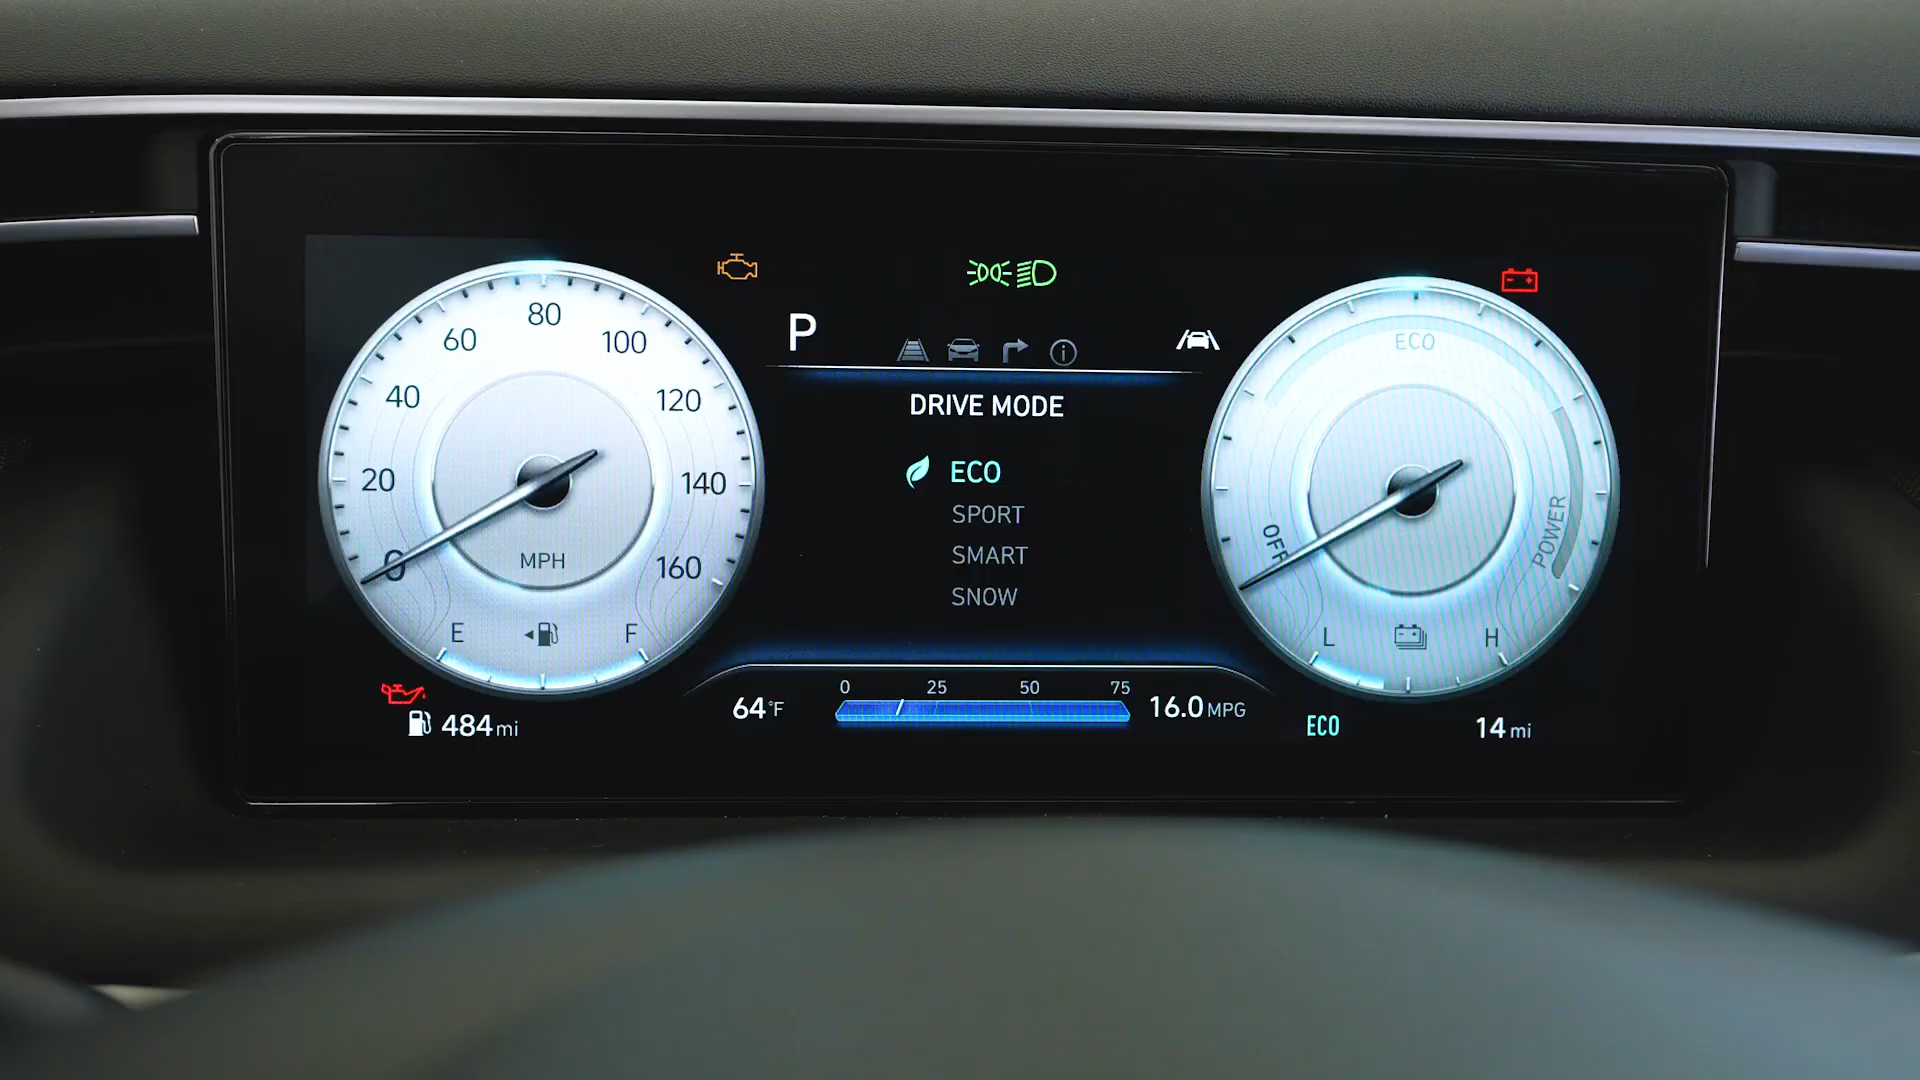 80
60
100
40
120
20
140
0
160
MPH
E
F
484 mi
P
DRIVE MODE
ECO
SPORT
SMART
SNOW
64°F
0 25 50 75
16.0 MPG
ECO
OFF
POWER
L
H
ECO
14 mi